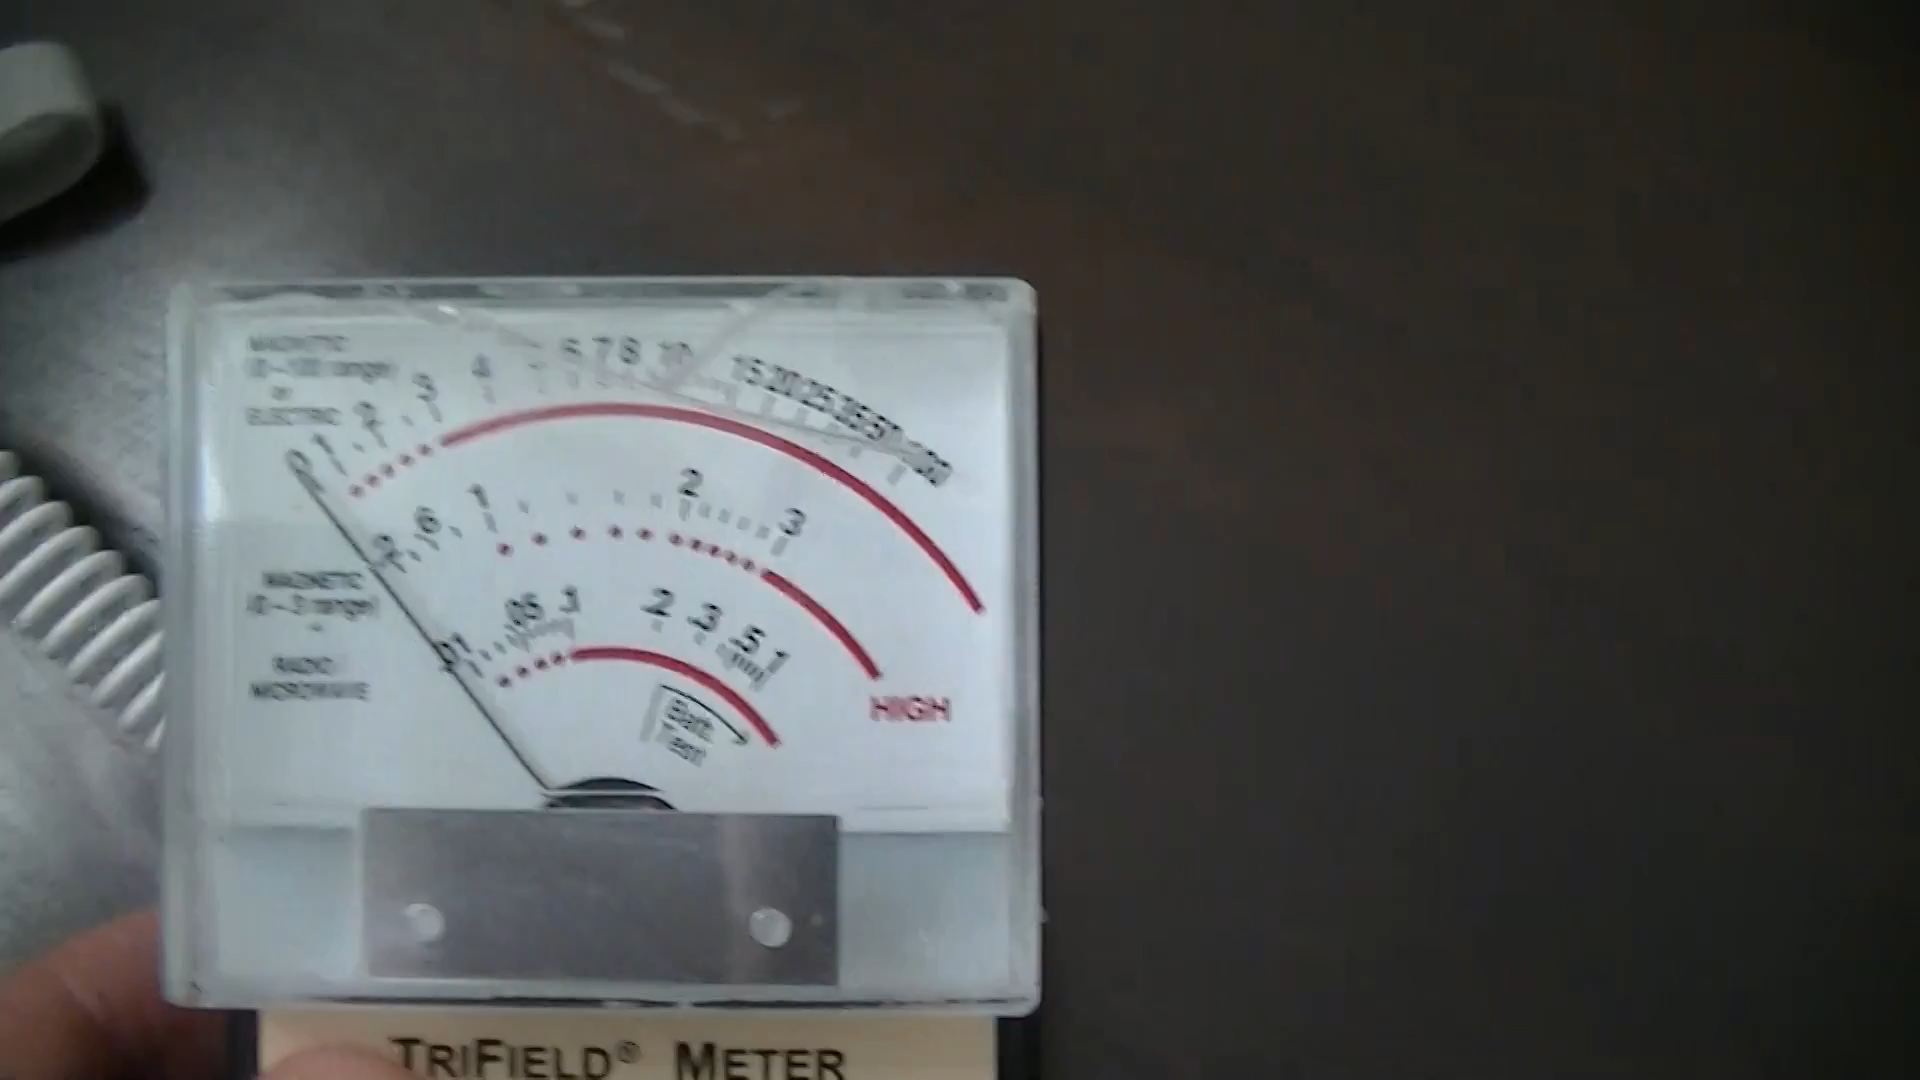 MAGNETIC
(0-100 range)
or
ELECTRIC
0 1 2 3 4 6 7 8 10 15 20 25 35 50 100
.2 .6 1 2 3
MAGNETIC
(0-3 range)
RADIO /
MICROWAVE
.01 .05 .1 .2 .3 .5 1
HIGH
Batt.
Test
TRIFIELD® METER